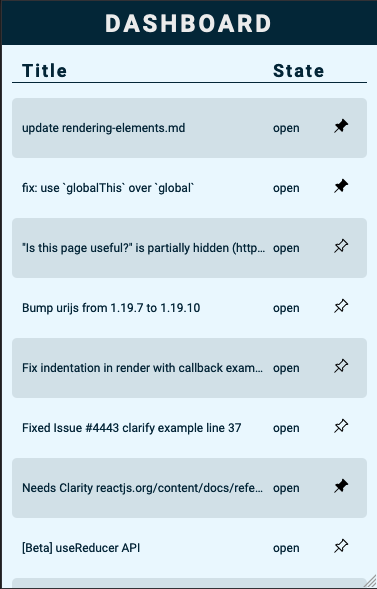 DASHBOARD
Title State
update rendering-elements.md open
fix: use `globalThis` over `global` open
"Is this page useful?" is partially hidden (http... open
Bump urijs from 1.19.7 to 1.19.10 open
Fix indentation in render with callback exam... open
Fixed Issue #4443 clarify example line 37 open
Needs Clarity reactjs.org/content/docs/refe... open
[Beta] useReducer API open